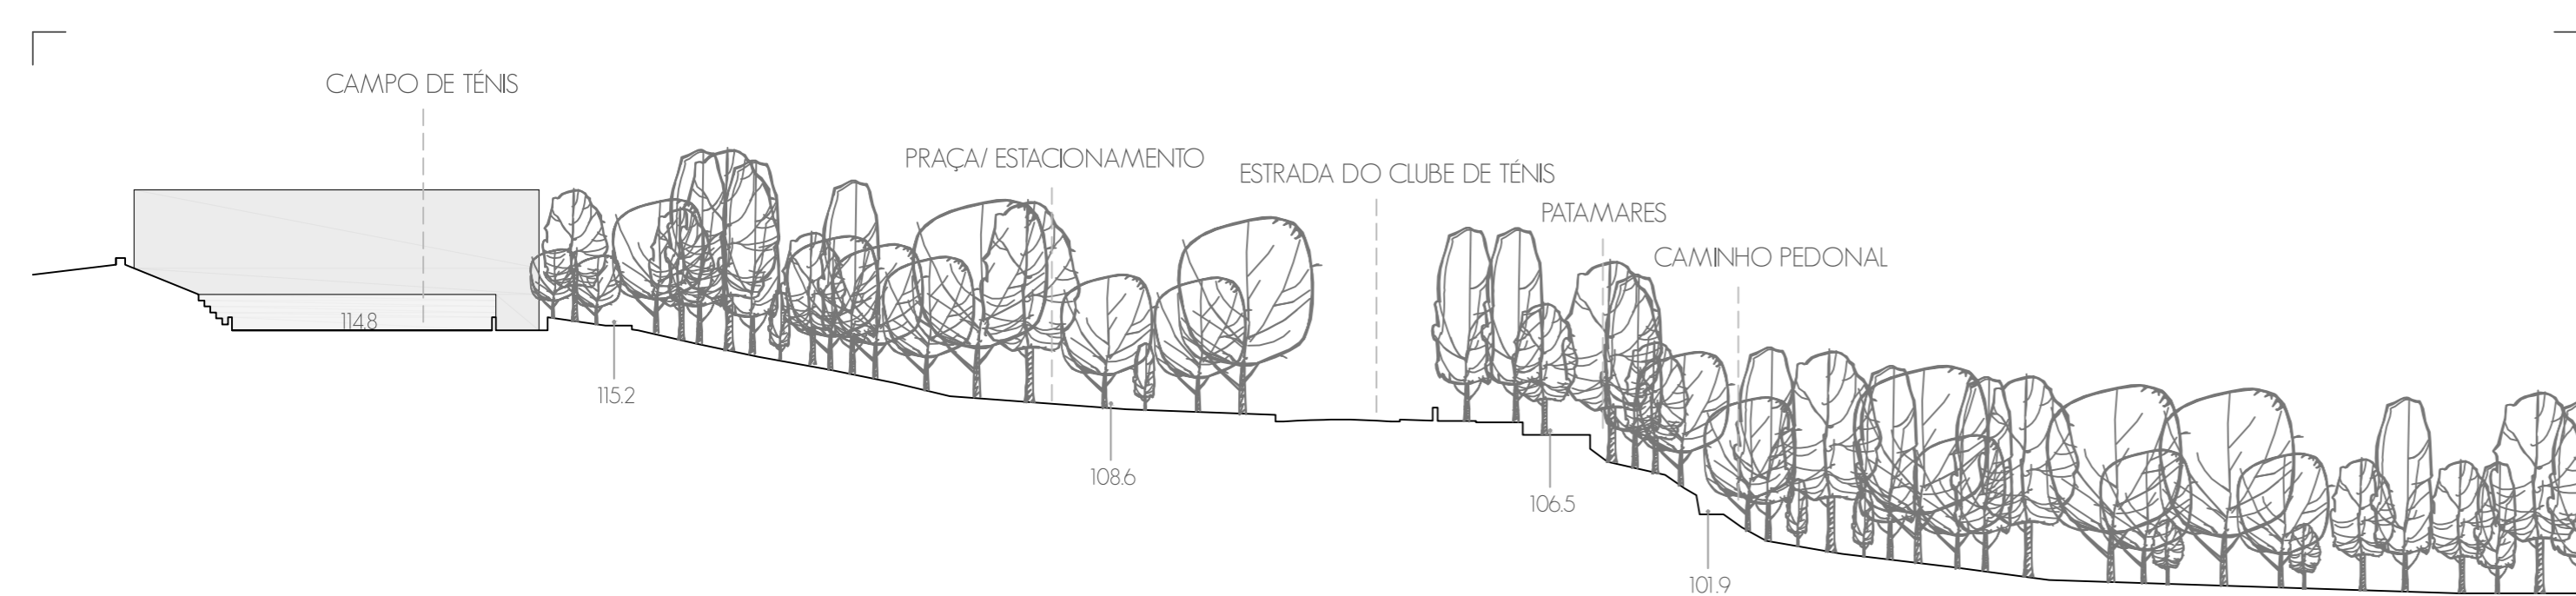 CAMPO DE TÉNIS
PRAÇA/ ESTACIONAMENTO
ESTRADA DO CLUBE DE TÉNIS
PATAMARES
CAMINHO PEDONAL
114.8
115.2
108.6
106.5
101.9